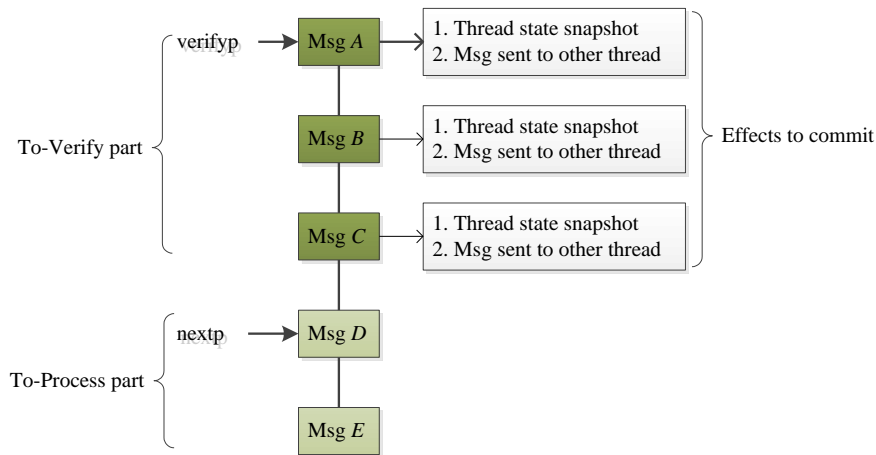 verifyp
Msg A
1. Thread state snapshot
2. Msg sent to other thread
To-Verify part
Msg B
1. Thread state snapshot
2. Msg sent to other thread
Effects to commit
Msg C
1. Thread state snapshot
2. Msg sent to other thread
nextp
Msg D
To-Process part
Msg E